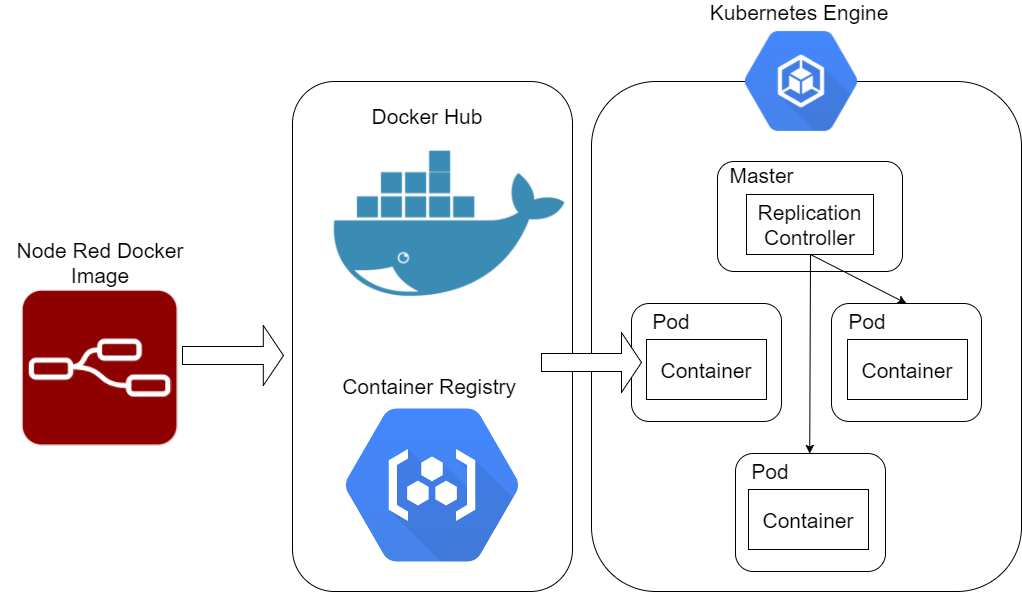 Kubernetes Engine
Docker Hub
Master
Replication
Controller
Node Red Docker
Image
Pod
Container
Pod
Container
Container Registry
Pod
Container